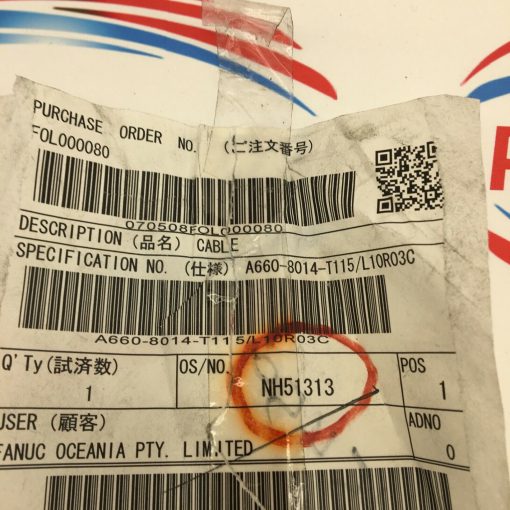 PURCHASE ORDER NO. (ご注文番号)
FOL000080
070508FOL000080
DESCRIPTION (品名) CABLE
SPECIFICATION NO. (仕様) A660-8014-T115/L10R03C
A660-8014-T115/L10R03C
Q'Ty(試済数) OS/NO. NH51313 POS
1 1
USER (顧客) ADNO
FANUC OCEANIA PTY. LIMITED 0